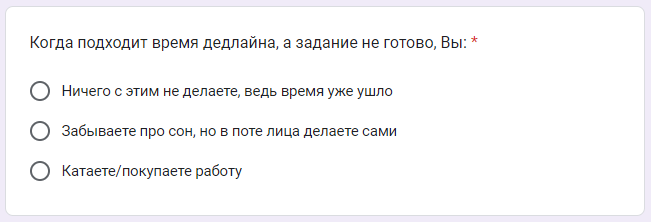 Когда подходит время дедлайна, а задание не готово, Вы: *
Ничего с этим не делаете, ведь время уже ушло
Забываете про сон, но в поте лица делаете сами
Катаете/покупаете работу